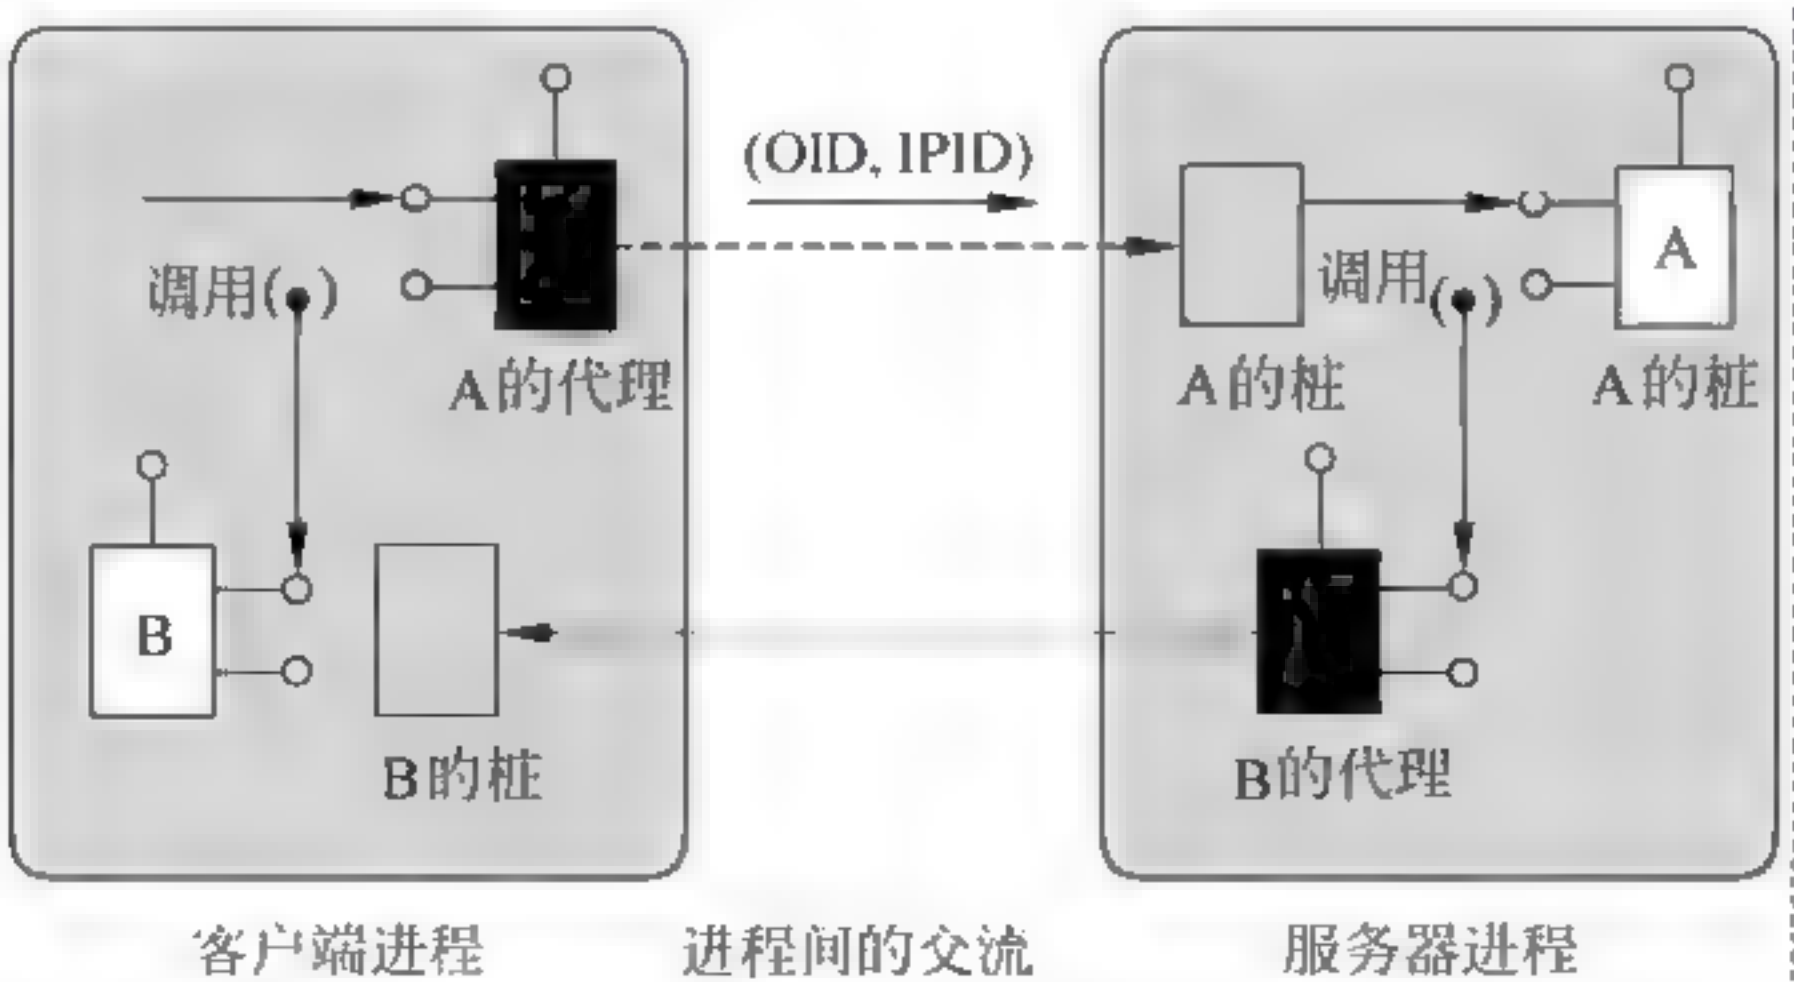 (OID, IPID)
A
调用( )
调用( )
A的代理
A的桩
A的桩
B
B的桩
B的代理
客户端进程
进程间的交流
服务器进程